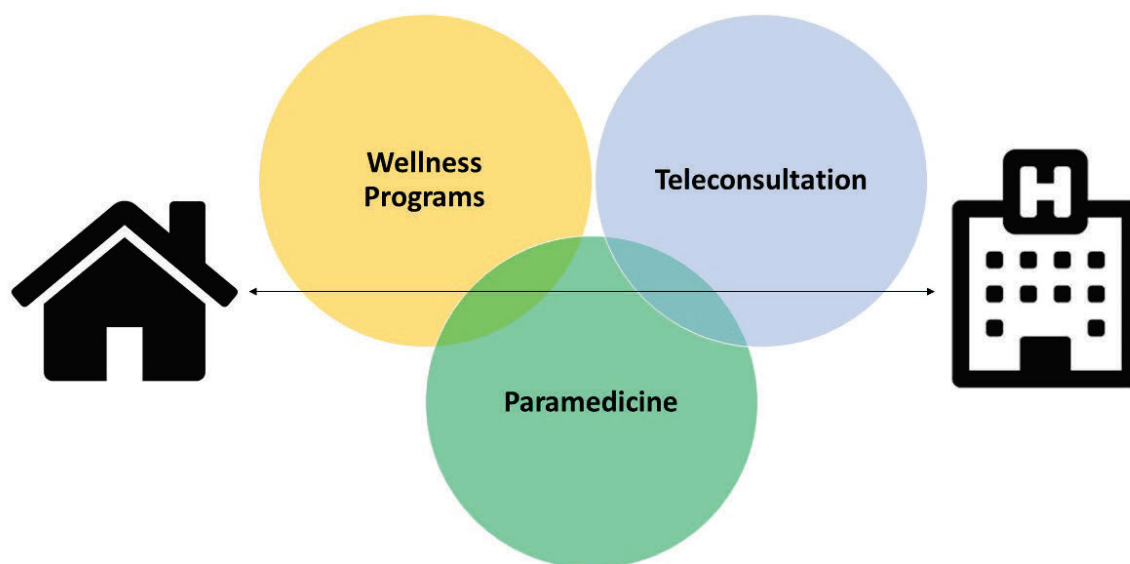 Wellness
Programs
Teleconsultation
H
Paramedicine